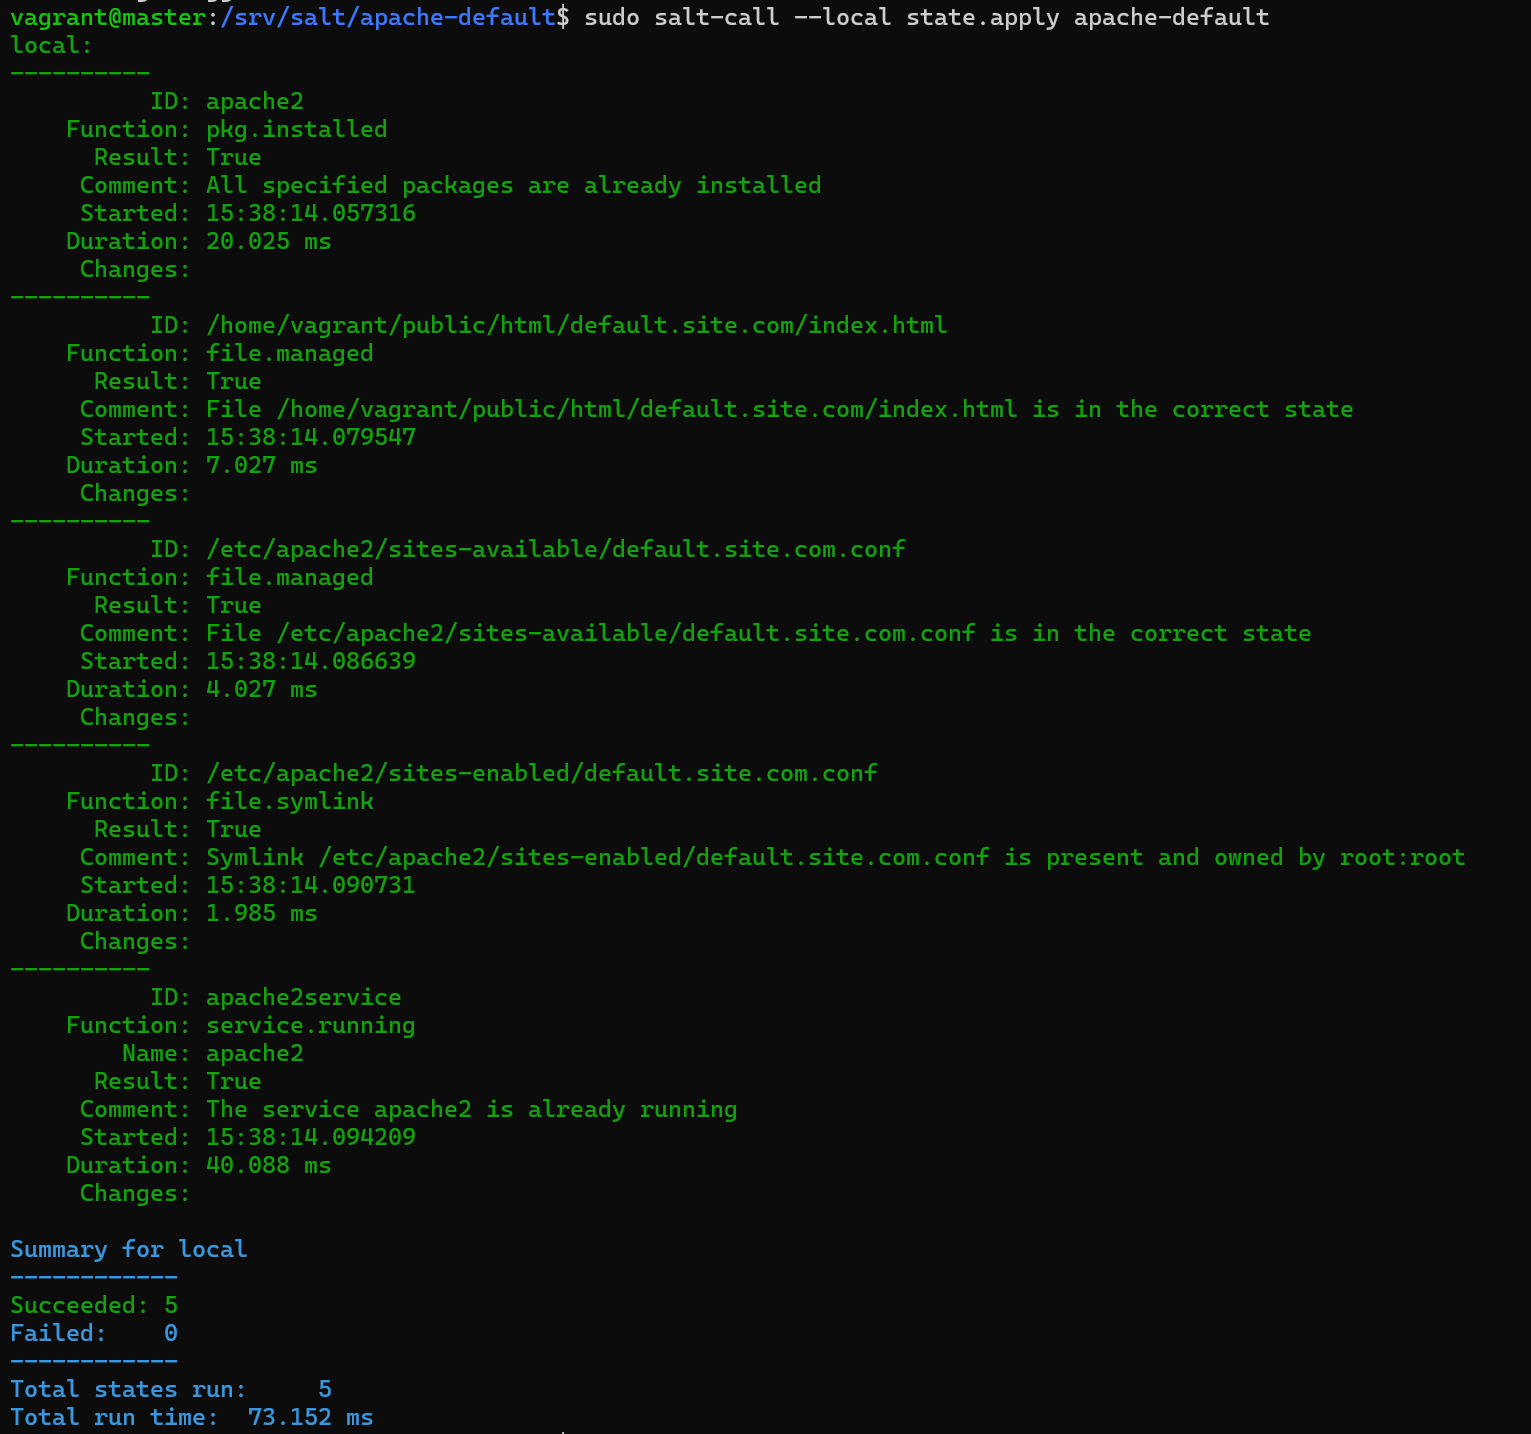 vagrant@master:/srv/salt/apache-default$ sudo salt-call --local state.apply apache-default
local:
----------
          ID: apache2
    Function: pkg.installed
      Result: True
     Comment: All specified packages are already installed
     Started: 15:38:14.057316
    Duration: 20.025 ms
     Changes:
----------
          ID: /home/vagrant/public/html/default.site.com/index.html
    Function: file.managed
      Result: True
     Comment: File /home/vagrant/public/html/default.site.com/index.html is in the correct state
     Started: 15:38:14.079547
    Duration: 7.027 ms
     Changes:
----------
          ID: /etc/apache2/sites-available/default.site.com.conf
    Function: file.managed
      Result: True
     Comment: File /etc/apache2/sites-available/default.site.com.conf is in the correct state
     Started: 15:38:14.086639
    Duration: 4.027 ms
     Changes:
----------
          ID: /etc/apache2/sites-enabled/default.site.com.conf
    Function: file.symlink
      Result: True
     Comment: Symlink /etc/apache2/sites-enabled/default.site.com.conf is present and owned by root:root
     Started: 15:38:14.090731
    Duration: 1.985 ms
     Changes:
----------
          ID: apache2service
    Function: service.running
        Name: apache2
      Result: True
     Comment: The service apache2 is already running
     Started: 15:38:14.094209
    Duration: 40.088 ms
     Changes:

Summary for local
------------
Succeeded: 5
Failed:    0
------------
Total states run:     5
Total run time:  73.152 ms